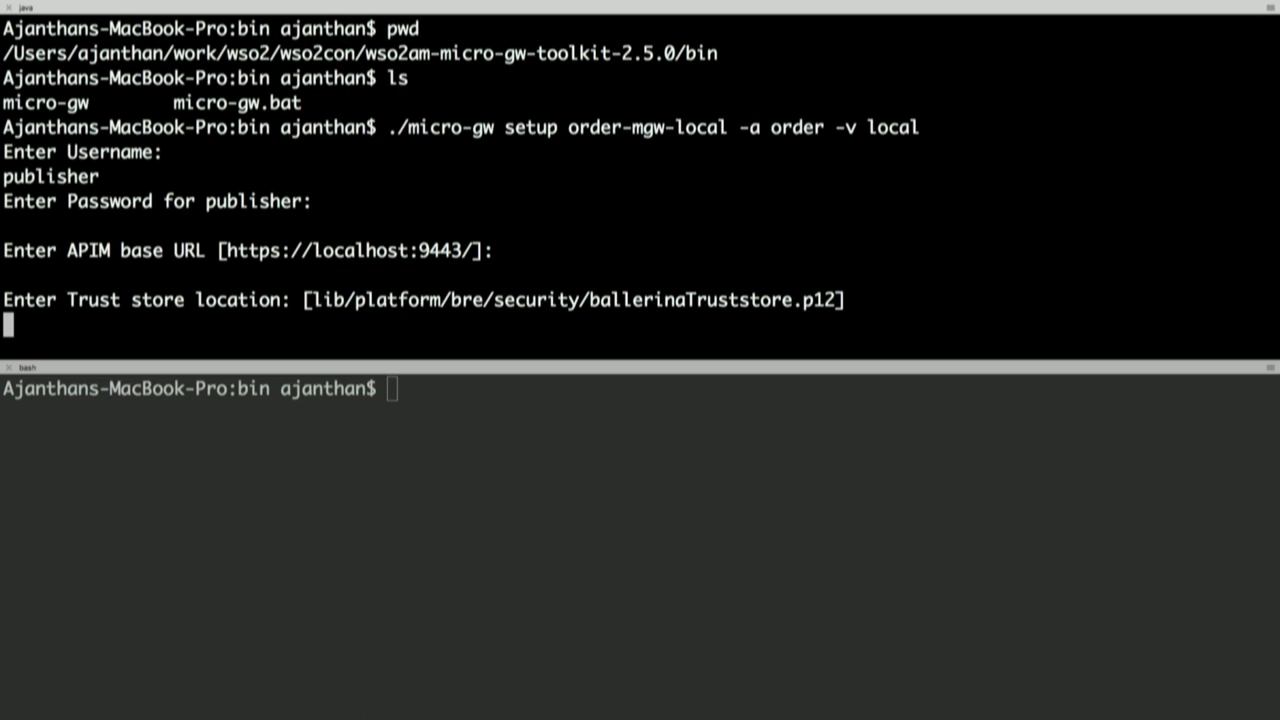 java
Ajanthans-MacBook-Pro:bin ajanthan$ pwd
/Users/ajanthan/work/wso2/wso2con/wso2am-micro-gw-toolkit-2.5.0/bin
Ajanthans-MacBook-Pro:bin ajanthan$ ls
micro-gw micro-gw.bat
Ajanthans-MacBook-Pro:bin ajanthan$ ./micro-gw setup order-mgw-local -a order -v local
Enter Username:
publisher
Enter Password for publisher:
Enter APIM base URL [https://localhost:9443/]:
Enter Trust store location: [lib/platform/bre/security/ballerinaTruststore.p12]
bash
Ajanthans-MacBook-Pro:bin ajanthan$